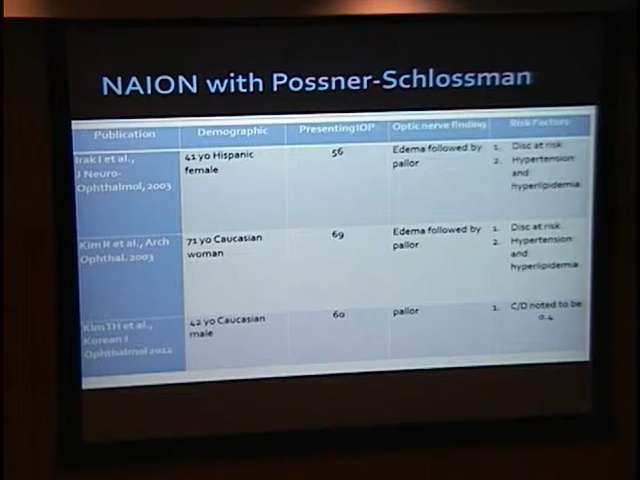 NAION with Possner-Schlossman
Publication Demographic Presenting IOP Optic nerve finding Risk Factors
Irak I et al.,
J Neuro-
Ophthalmol, 2003
41 yo Hispanic
female
56
Edema followed by
pallor
1. Disc at risk
2. Hypertension
and
hyperlipidemia
Kim R et al., Arch
Ophthal. 2003
71 yo Caucasian
woman
69
Edema followed by
pallor
1. Disc at risk
2. Hypertension
and
hyperlipidemia
Kim TH et al.,
Korean J
Ophthalmol 2012
42 yo Caucasian
male
60
pallor
1. C/D noted to be
0.4